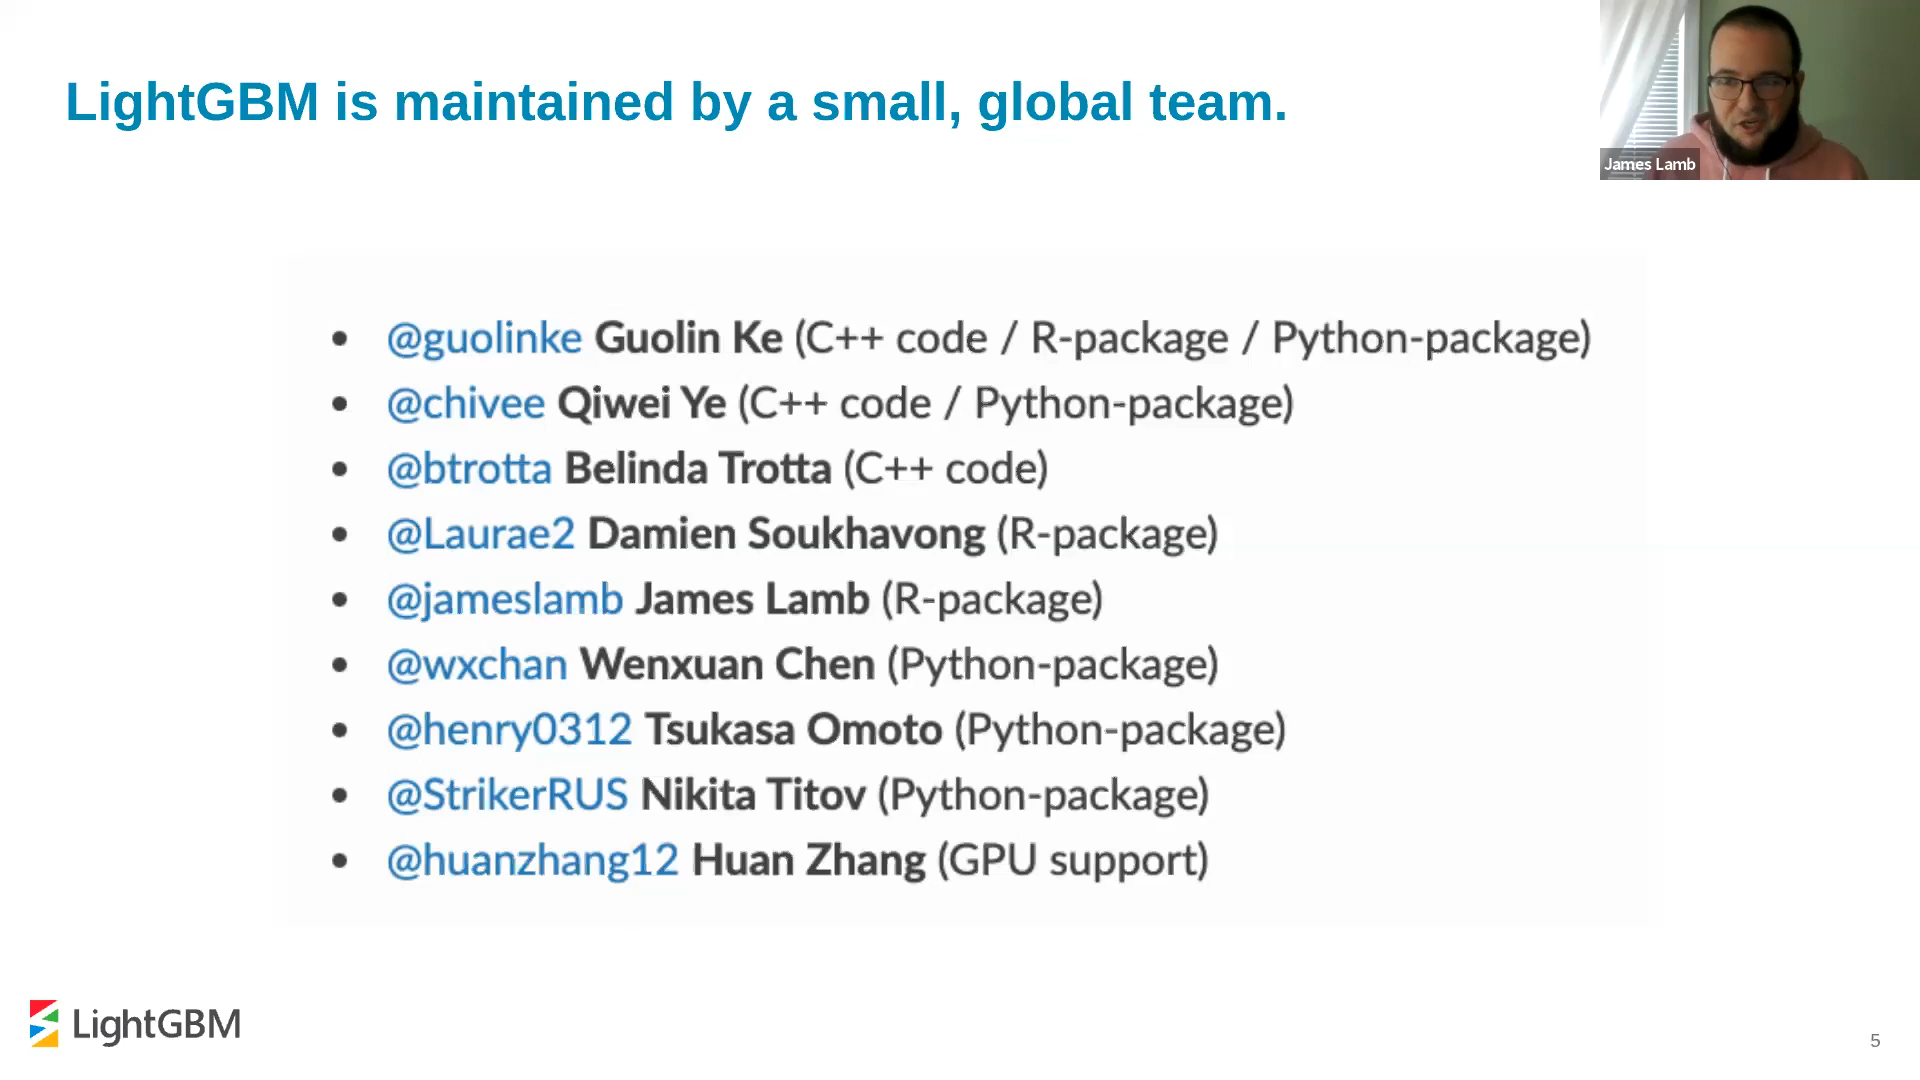 LightGBM is maintained by a small, global team.
James Lamb
• @guolinke Guolin Ke (C++ code / R-package / Python-package)
• @chivee Qiwei Ye (C++ code / Python-package)
• @btrotta Belinda Trotta (C++ code)
• @Laurae2 Damien Soukhavong (R-package)
• @jameslamb James Lamb (R-package)
• @wxchan Wenxuan Chen (Python-package)
• @henry0312 Tsukasa Omoto (Python-package)
• @StrikerRUS Nikita Titov (Python-package)
• @huanzhang12 Huan Zhang (GPU support)
LightGBM
5